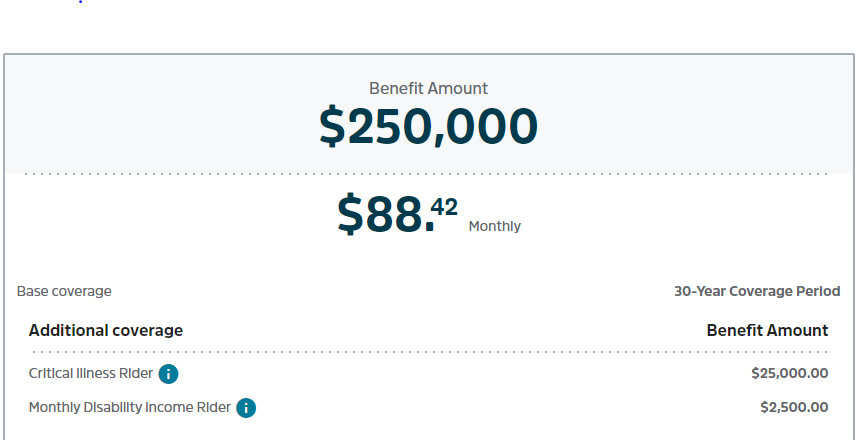 Benefit Amount
$250,000
$88.42 Monthly
Base coverage 30-Year Coverage Period
Additional coverage Benefit Amount
Critical Illness Rider i $25,000.00
Monthly Disability Income Rider i $2,500.00